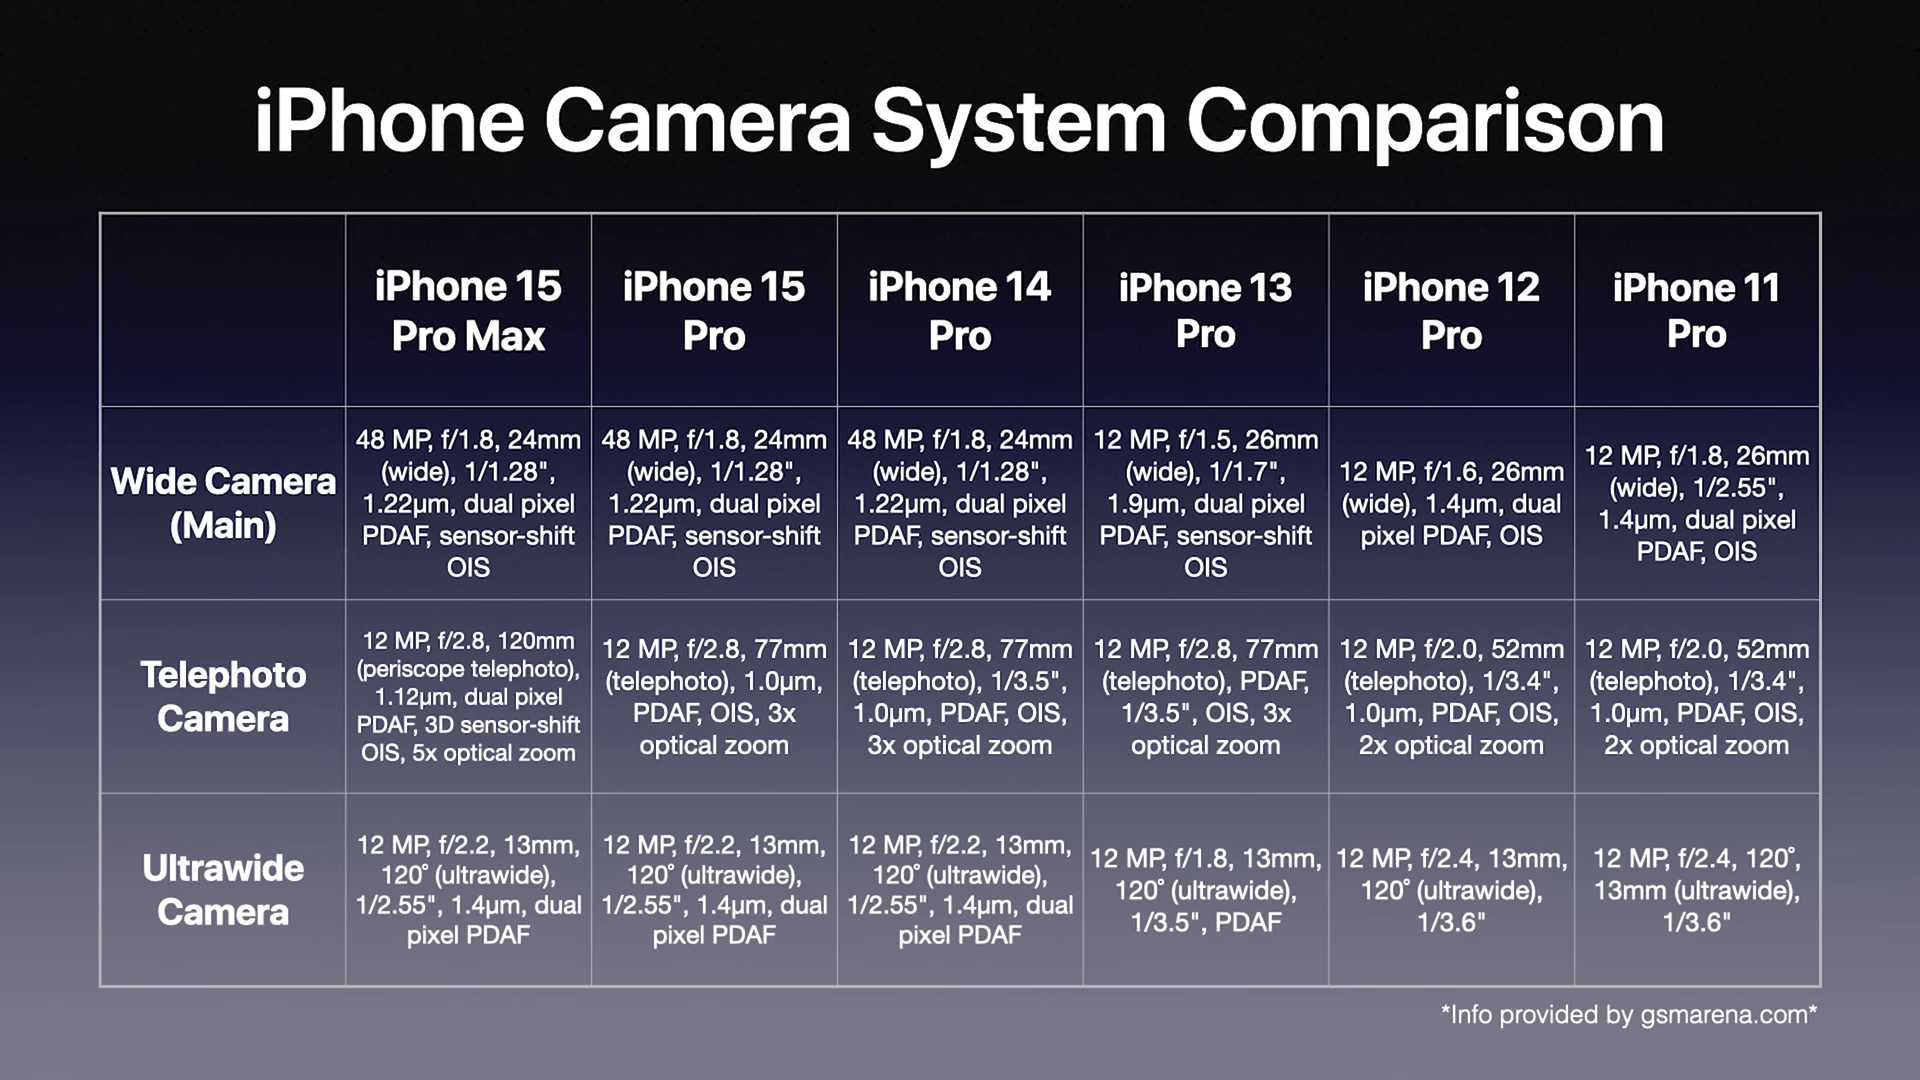 iPhone Camera System Comparison
iPhone 15
Pro Max
iPhone 15
Pro
iPhone 14
Pro
iPhone 13
Pro
iPhone 12
Pro
iPhone 11
Pro
Wide Camera
(Main)
48 MP, f/1.8, 24mm
(wide), 1/1.28",
1.22µm, dual pixel
PDAF, sensor-shift
OIS
48 MP, f/1.8, 24mm
(wide), 1/1.28",
1.22µm, dual pixel
PDAF, sensor-shift
OIS
48 MP, f/1.8, 24mm
(wide), 1/1.28",
1.22µm, dual pixel
PDAF, sensor-shift
OIS
12 MP, f/1.5, 26mm
(wide), 1/1.7",
1.9µm, dual pixel
PDAF, sensor-shift
OIS
12 MP, f/1.6, 26mm
(wide), 1.4µm, dual
pixel PDAF, OIS
12 MP, f/1.8, 26mm
(wide), 1/2.55",
1.4µm, dual pixel
PDAF, OIS
Telephoto
Camera
12 MP, f/2.8, 120mm
(periscope telephoto),
1.12µm, dual pixel
PDAF, 3D sensor-shift
OIS, 5x optical zoom
12 MP, f/2.8, 77mm
(telephoto), 1.0µm,
PDAF, OIS, 3x
optical zoom
12 MP, f/2.8, 77mm
(telephoto), 1/3.5",
1.0µm, PDAF, OIS,
3x optical zoom
12 MP, f/2.8, 77mm
(telephoto), PDAF,
1/3.5", OIS, 3x
optical zoom
12 MP, f/2.0, 52mm
(telephoto), 1/3.4",
1.0µm, PDAF, OIS,
2x optical zoom
12 MP, f/2.0, 52mm
(telephoto), 1/3.4",
1.0µm, PDAF, OIS,
2x optical zoom
Ultrawide
Camera
12 MP, f/2.2, 13mm,
120˚ (ultrawide),
1/2.55", 1.4µm, dual
pixel PDAF
12 MP, f/2.2, 13mm,
120˚ (ultrawide),
1/2.55", 1.4µm, dual
pixel PDAF
12 MP, f/2.2, 13mm,
120˚ (ultrawide),
1/2.55", 1.4µm, dual
pixel PDAF
12 MP, f/1.8, 13mm,
120˚ (ultrawide),
1/3.5", PDAF
12 MP, f/2.4, 13mm,
120˚ (ultrawide),
1/3.6"
12 MP, f/2.4, 120˚,
13mm (ultrawide),
1/3.6"
*Info provided by gsmarena.com*